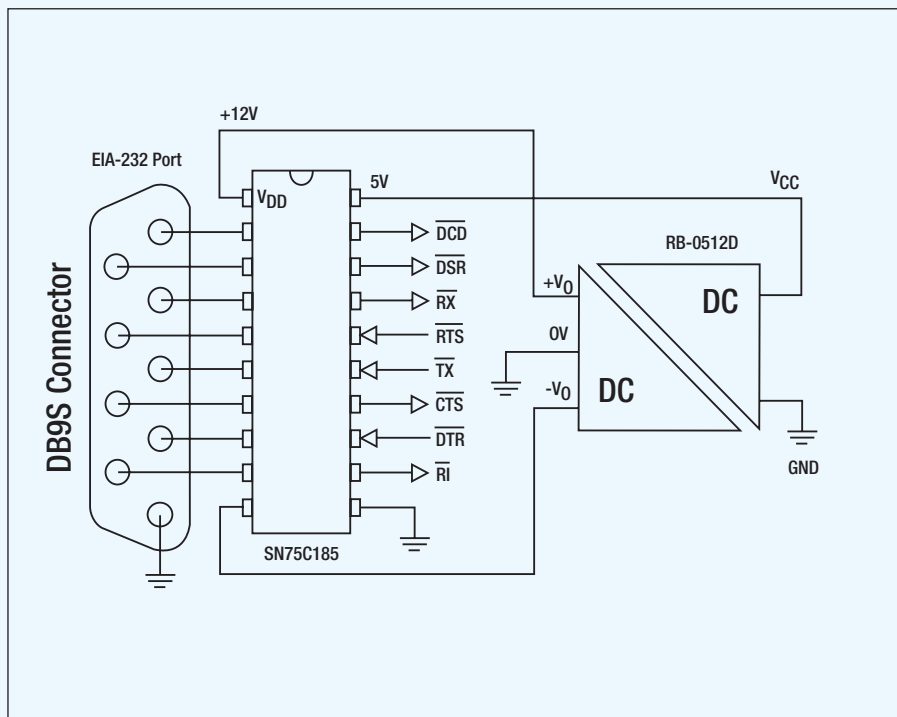 +12V
EIA-232 Port
DB9S Connector
VDD
5V
VCC
DCD
DSR
RX
RTS
TX
CTS
DTR
RI
SN75C185
RB-0512D
+VO
0V
-VO
DC
DC
GND